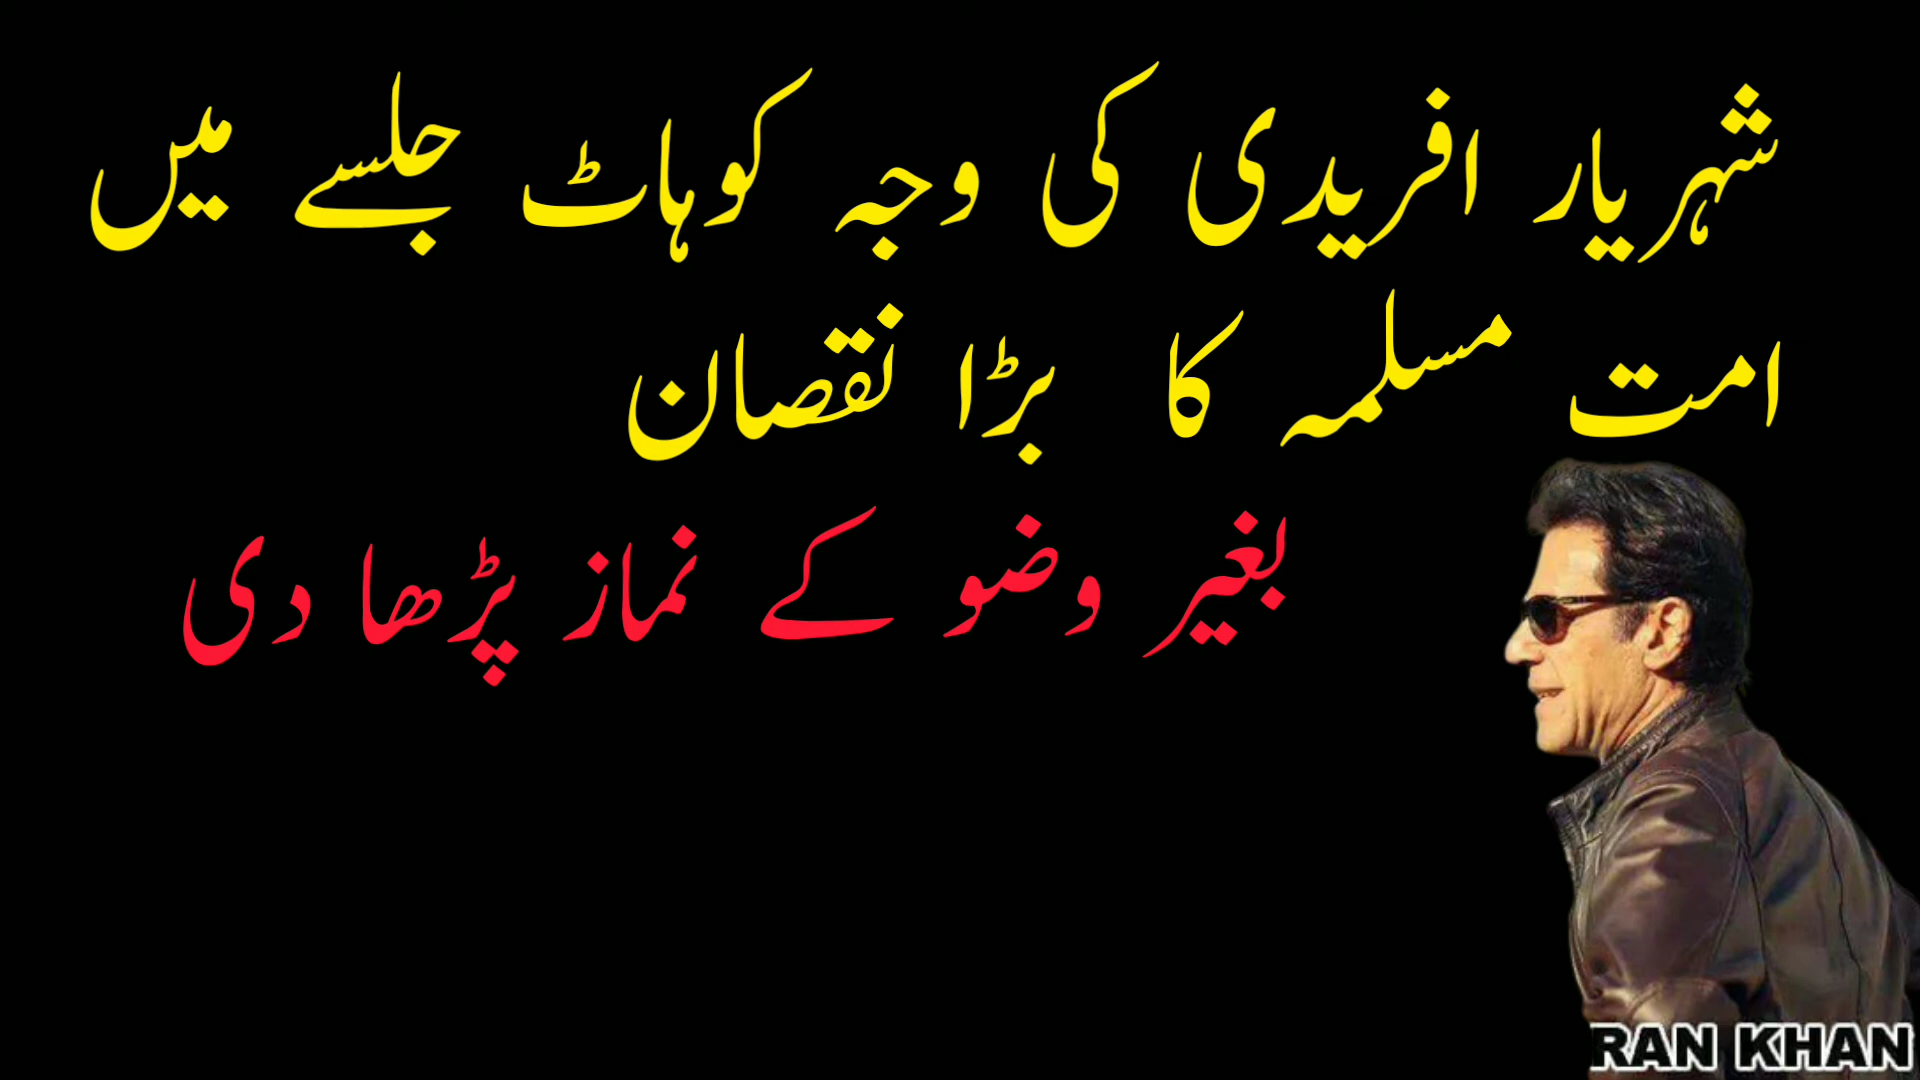 شہریار افریدی کی وجہ کوہاٹ جلسے میں
امت مسلمہ کا بڑا نقصان
بغیر وضو کے نماز پڑھا دی
RAN KHAN